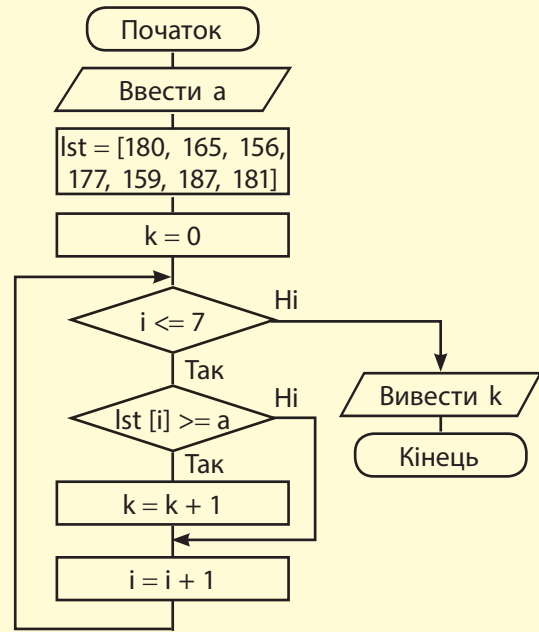 Початок
Ввести a
lst = [180, 165, 156,
177, 159, 187, 181]
k = 0
i <= 7
Ні
Так
lst [i] >= a
Ні
Так
k = k + 1
i = i + 1
Вивести k
Кінець